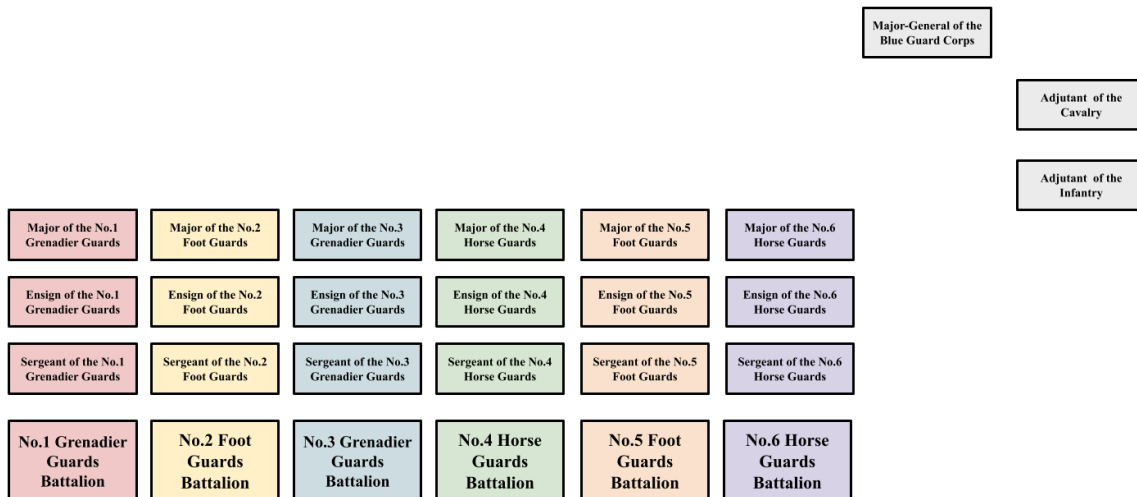 Major-General of the
Blue Guard Corps
Adjutant of the
Cavalry
Adjutant of the
Infantry
Major of the No.1
Grenadier Guards
Major of the No.2
Foot Guards
Major of the No.3
Grenadier Guards
Major of the No.4
Horse Guards
Major of the No.5
Foot Guards
Major of the No.6
Horse Guards
Ensign of the No.1
Grenadier Guards
Ensign of the No.2
Foot Guards
Ensign of the No.3
Grenadier Guards
Ensign of the No.4
Horse Guards
Ensign of the No.5
Foot Guards
Ensign of the No.6
Horse Guards
Sergeant of the No.1
Grenadier Guards
Sergeant of the No.2
Foot Guards
Sergeant of the No.3
Grenadier Guards
Sergeant of the No.4
Horse Guards
Sergeant of the No.5
Foot Guards
Sergeant of the No.6
Horse Guards
No.1 Grenadier
Guards
Battalion
No.2 Foot
Guards
Battalion
No.3 Grenadier
Guards
Battalion
No.4 Horse
Guards
Battalion
No.5 Foot
Guards
Battalion
No.6 Horse
Guards
Battalion